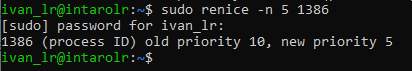 ivan_lr@intarolr:~$ sudo renice -n 5 1386
[sudo] password for ivan_lr:
1386 (process ID) old priority 10, new priority 5
ivan_lr@intarolr:~$